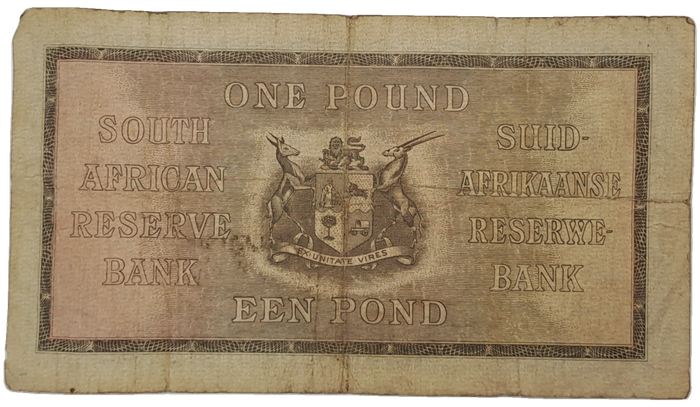 ONE POUND
SOUTH
AFRICAN
RESERVE
BANK
SUID-
AFRIKAANSE
RESERWE-
BANK
EX UNITATE VIRES
EEN POND